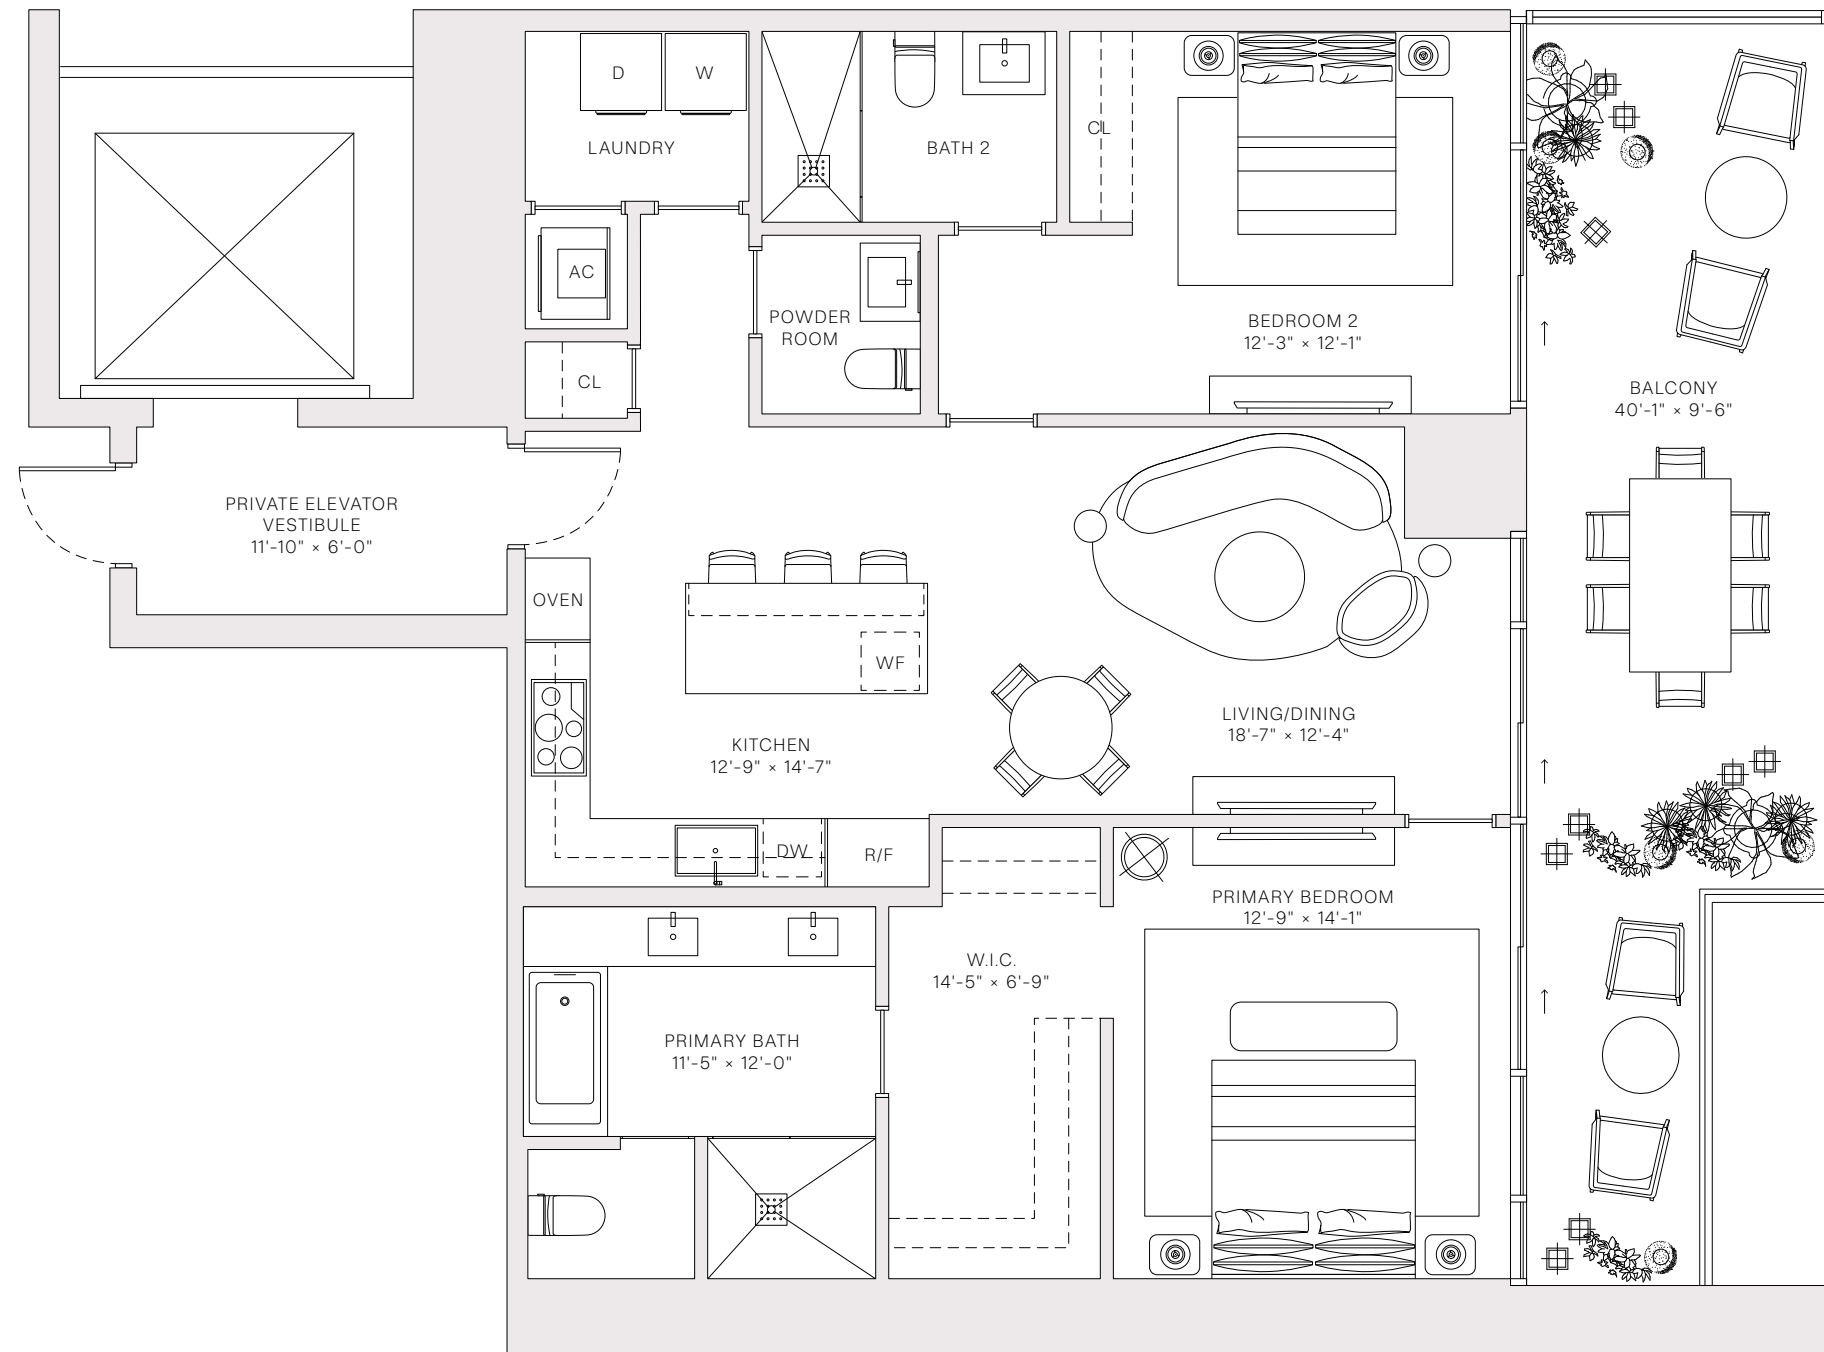 D
W
LAUNDRY
BATH 2
CL
AC
POWDER
ROOM
BEDROOM 2
12'-3" × 12'-1"
CL
BALCONY
40'-1" × 9'-6"
PRIVATE ELEVATOR
VESTIBULE
11'-10" × 6'-0"
OVEN
WF
KITCHEN
12'-9" × 14'-7"
LIVING/DINING
18'-7" × 12'-4"
DW
R/F
PRIMARY BEDROOM
12'-9" × 14'-1"
W.I.C.
14'-5" × 6'-9"
PRIMARY BATH
11'-5" × 12'-0"